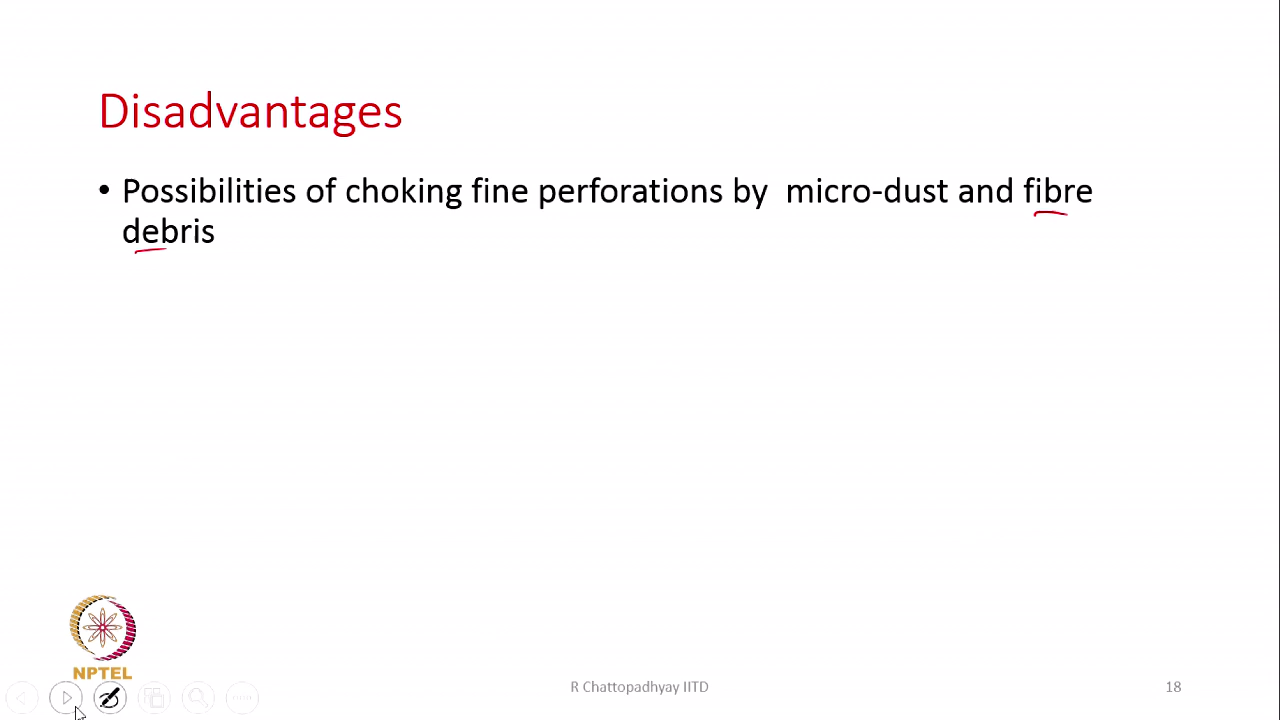 Disadvantages
• Possibilities of choking fine perforations by micro-dust and fibre
debris
NPTEL
R Chattopadhyay IITD
18